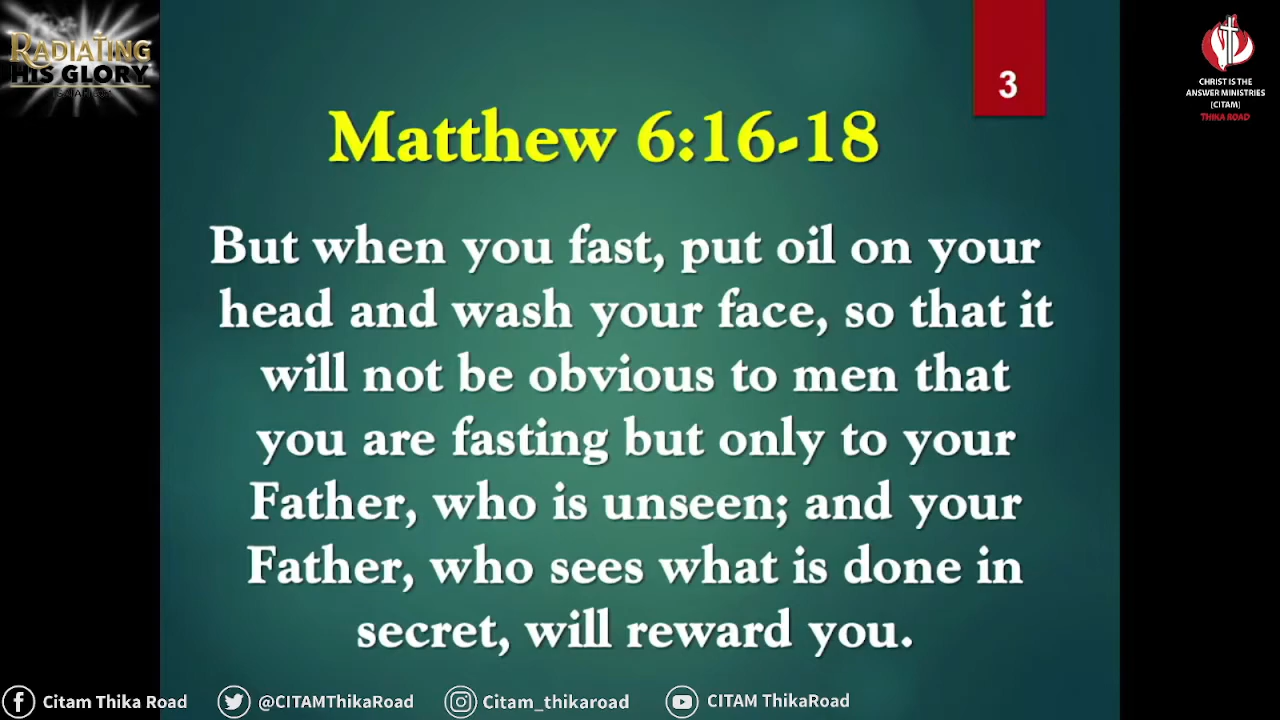 RADIATING
HIS GLORY
3
CHRIST IS THE
ANSWER MINISTRIES
(CITAM)
THIKA ROAD
Matthew 6:16-18
But when you fast, put oil on your
head and wash your face, so that it
will not be obvious to men that
you are fasting but only to your
Father, who is unseen; and your
Father, who sees what is done in
secret, will reward you.
Citam Thika Road
@CITAMThikaRoad
Citam_thikaroad
CITAM ThikaRoad